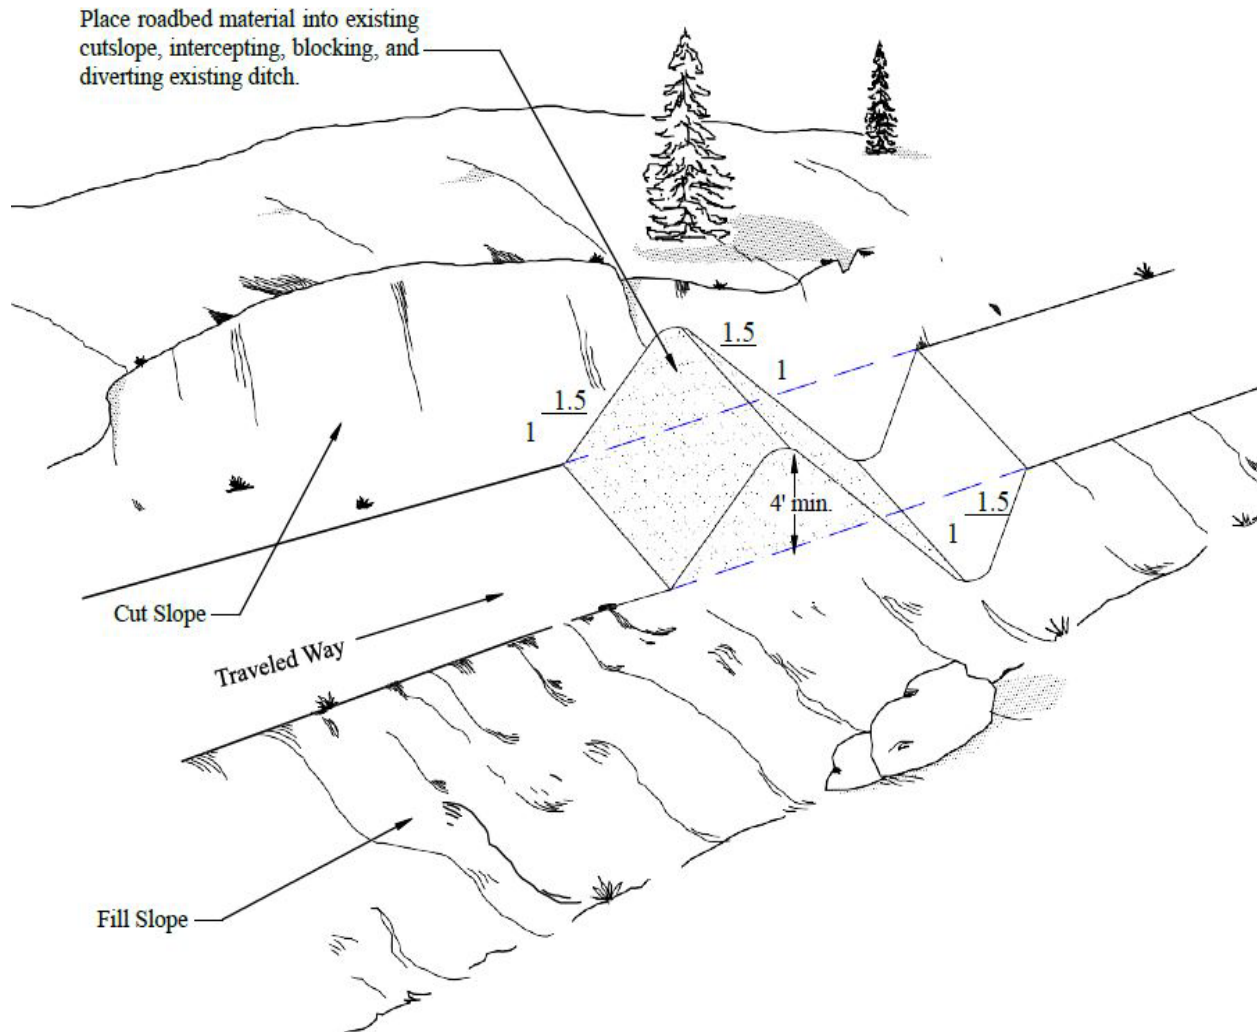 Place roadbed material into existing
cutslope, intercepting, blocking, and
diverting existing ditch.
1.5
1
1.5
1
4' min.
1.5
1
Cut Slope
Traveled Way
Fill Slope